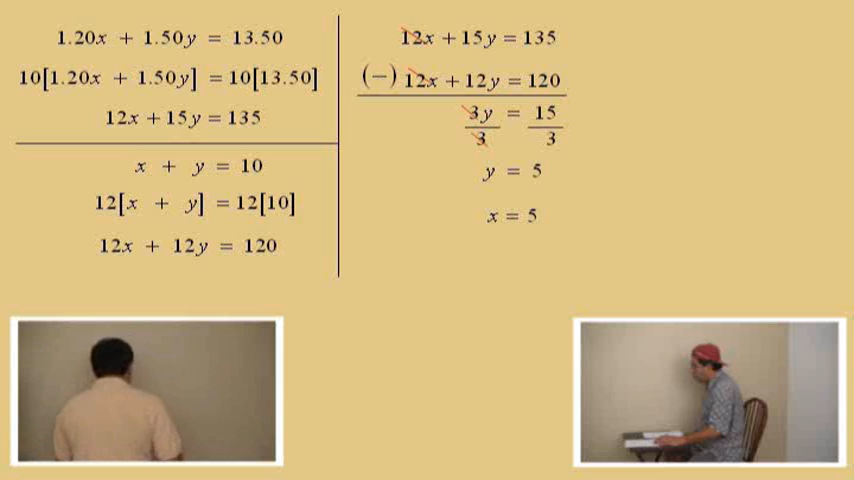 1.20x + 1.50y = 13.50
10[1.20x + 1.50y] = 10[13.50]
12x + 15y = 135
x + y = 10
12[x + y] = 12[10]
12x + 12y = 120
12x + 15y = 135
(−) 12x + 12y = 120
3y = 15
3 3
y = 5
x = 5